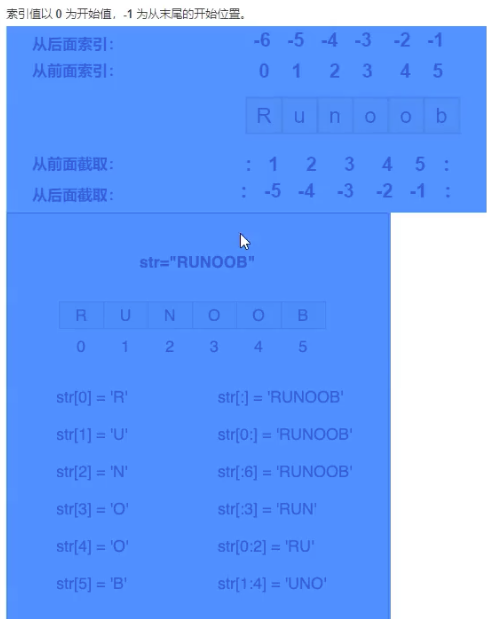 索引值以 0 为开始值，-1 为从末尾的开始位置。
从后面索引: -6 -5 -4 -3 -2 -1
从前面索引: 0 1 2 3 4 5
R u n o o b
从前面截取: : 1 2 3 4 5 :
从后面截取: : -5 -4 -3 -2 -1 :
str="RUNOOB"
R U N O O B
0 1 2 3 4 5
str[0] = 'R' str[:] = 'RUNOOB'
str[1] = 'U' str[0:] = 'RUNOOB'
str[2] = 'N' str[:6] = 'RUNOOB'
str[3] = 'O' str[:3] = 'RUN'
str[4] = 'O' str[0:2] = 'RU'
str[5] = 'B' str[1:4] = 'UNO'